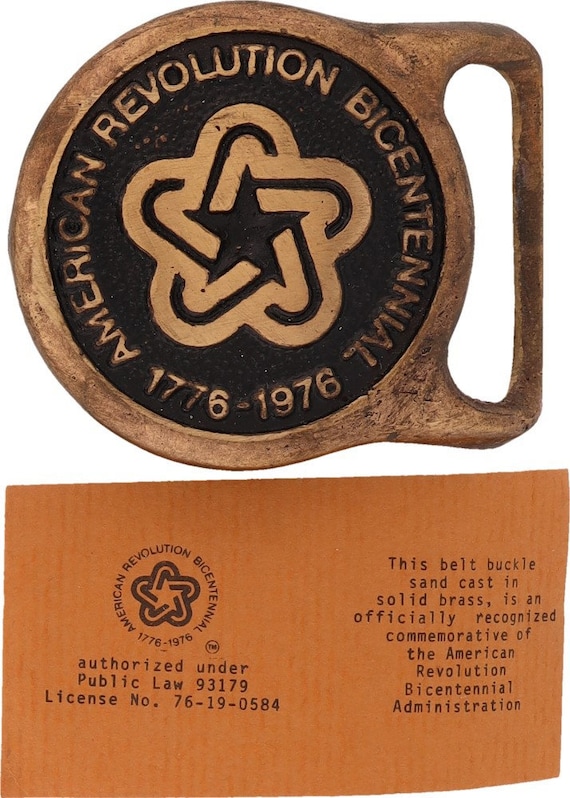 AMERICAN REVOLUTION BICENTENNIAL
1776-1976
AMERICAN REVOLUTION BICENTENNIAL
1776-1976
TM
authorized under
Public Law 93179
License No. 76-19-0584
This belt buckle
sand cast in
solid brass, is an
officially recognized
commemorative of
the American
Revolution
Bicentennial
Administration